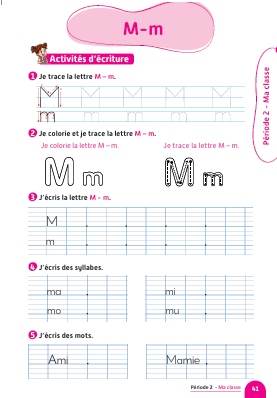 M-m
Période 2 - Ma classe
Activités d'écriture
1 Je trace la lettre M – m.
M M M M M M
m m m m m m
2 Je colorie et je trace la lettre M – m.
Je colorie la lettre M – m.
Je trace la lettre M – m.
M m
M m
3 J'écris la lettre M - m.
M
m
4 J'écris des syllabes.
ma
mi
mo
mu
5 J'écris des mots.
Ami
Mamie
Période 2 - Ma classe
41